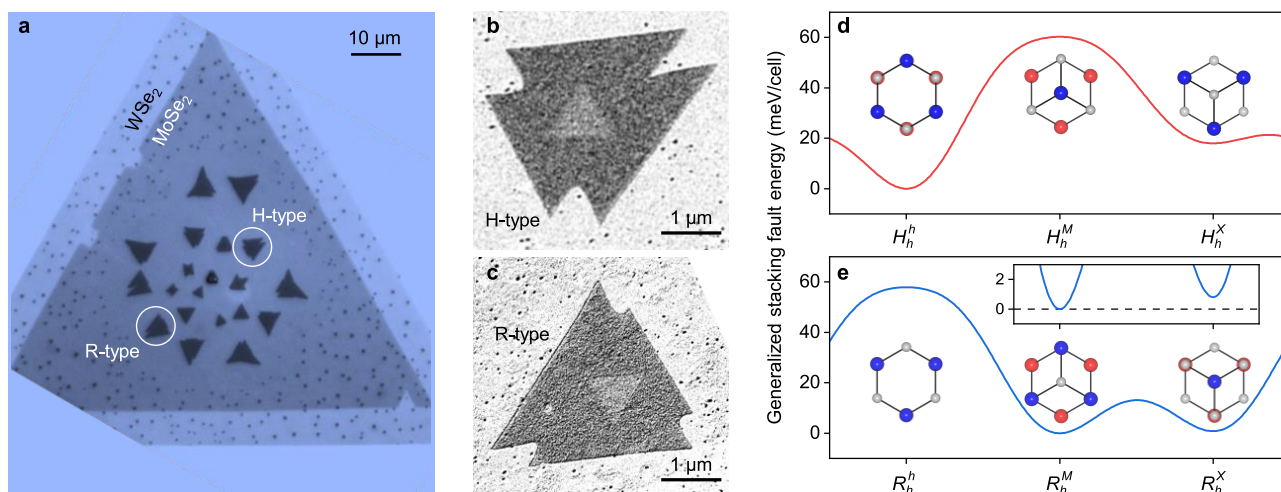 a
10 μm
WSe₂
MoSe₂
H-type
R-type
b
H-type
1 μm
c
R-type
1 μm
Generalized stacking fault energy (meV/cell)
d
60
40
20
0
H_h^h
H_h^M
H_h^X
e
2
0
60
40
20
0
R_h^h
R_h^M
R_h^X